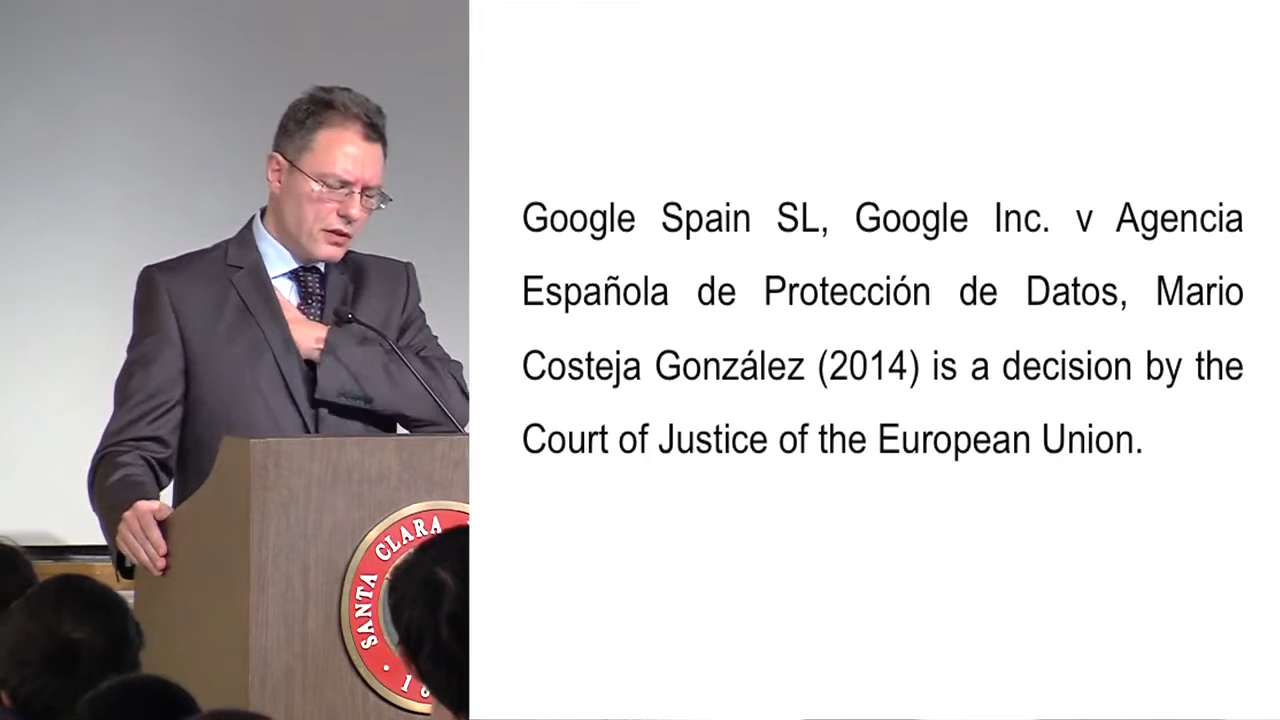 Google Spain SL, Google Inc. v Agencia
Española de Protección de Datos, Mario
Costeja González (2014) is a decision by the
Court of Justice of the European Union.
SANTA CLARA